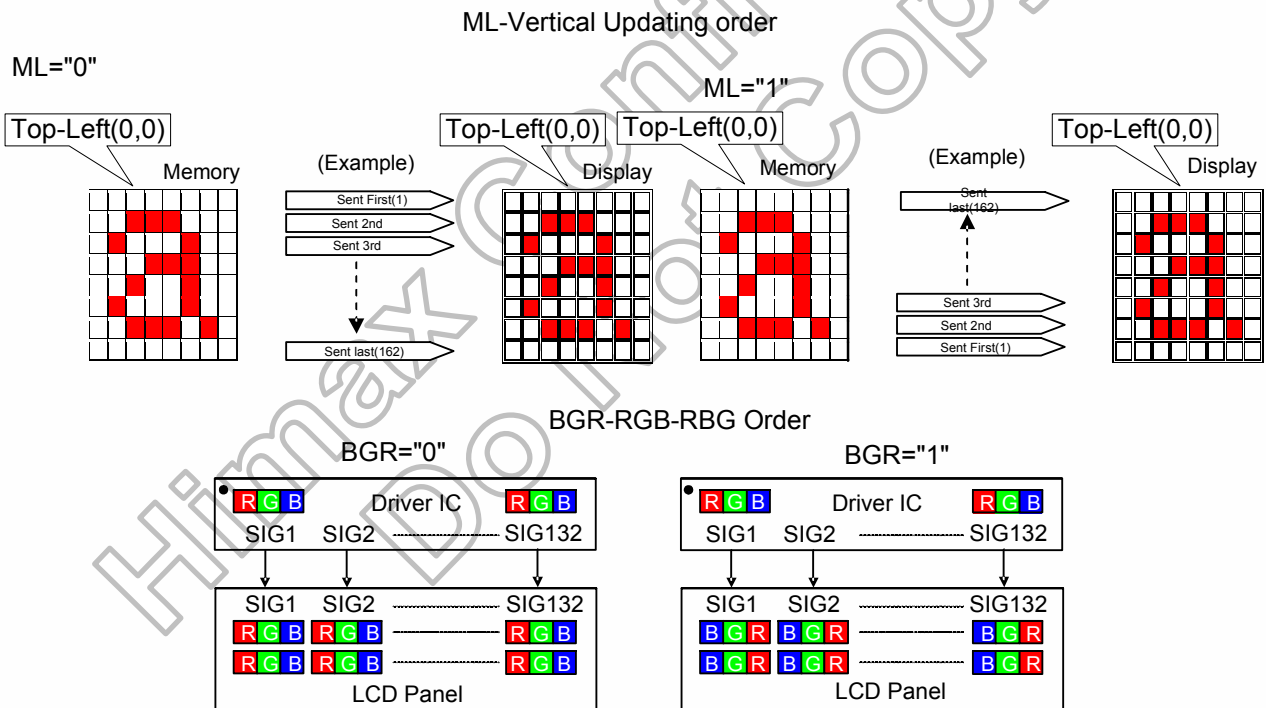 ML-Vertical Updating order
ML="0"
ML="1"
Top-Left(0,0)
Memory
(Example)
Sent First(1)
Sent 2nd
Sent 3rd
Sent last(162)
Top-Left(0,0)
Display
Top-Left(0,0)
Memory
(Example)
Sent
last(162)
Sent 3rd
Sent 2nd
Sent First(1)
Top-Left(0,0)
Display
BGR-RGB-RBG Order
BGR="0"
R G B Driver IC R G B
SIG1 SIG2 SIG132
SIG1 SIG2 SIG132
R G B R G B R G B
R G B R G B R G B
LCD Panel
BGR="1"
R G B Driver IC R G B
SIG1 SIG2 SIG132
SIG1 SIG2 SIG132
B G R B G R B G R
B G R B G R B G R
LCD Panel
Himax Confi
Do Not Copy